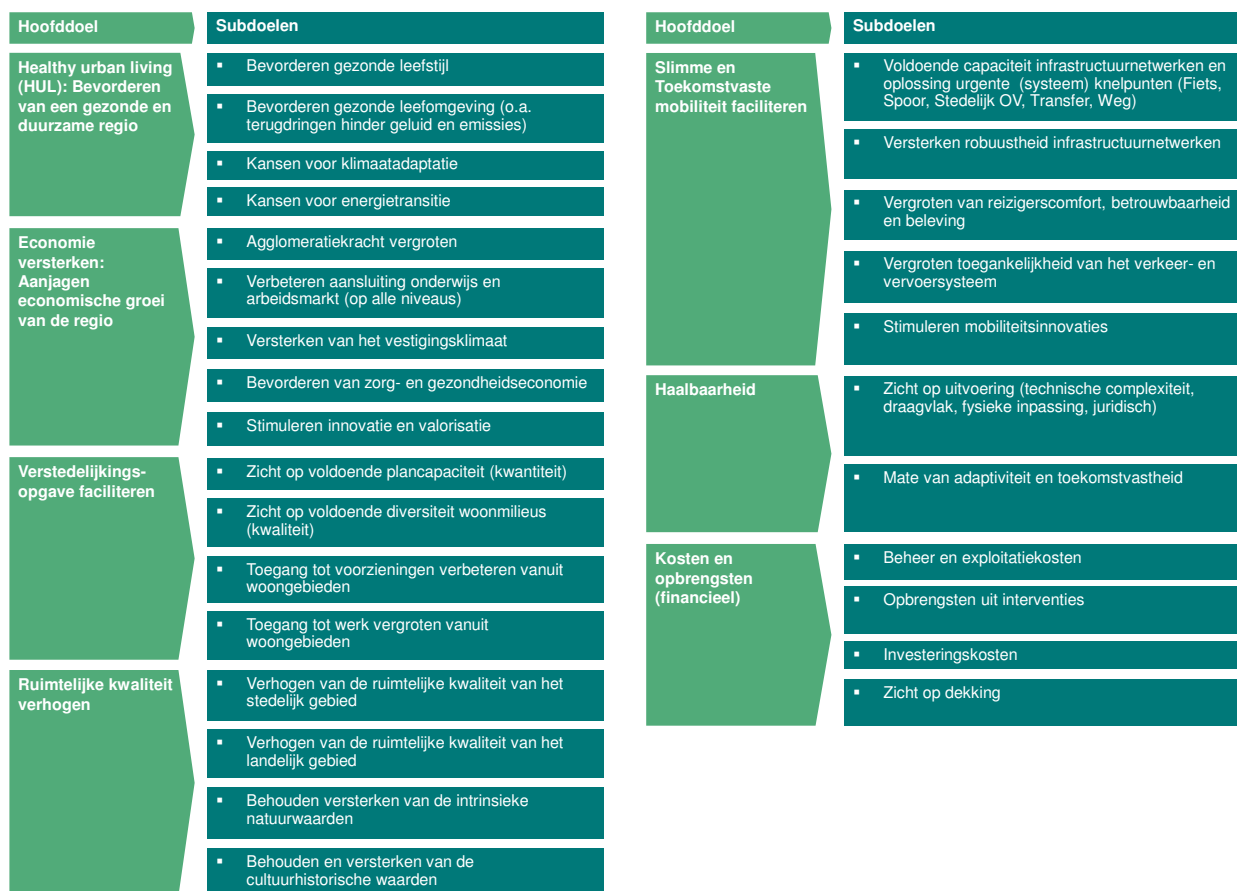 Hoofddoel
Subdoelen
Healthy urban living
(HUL): Bevorderen
van een gezonde en
duurzame regio
▪ Bevorderen gezonde leefstijl
▪ Bevorderen gezonde leefomgeving (o.a.
terugdringen hinder geluid en emissies)
▪ Kansen voor klimaatadaptatie
▪ Kansen voor energietransitie
Economie
versterken:
Aanjagen
economische groei
van de regio
▪ Agglomeratiekracht vergroten
▪ Verbeteren aansluiting onderwijs en
arbeidsmarkt (op alle niveaus)
▪ Versterken van het vestigingsklimaat
▪ Bevorderen van zorg- en gezondheidseconomie
▪ Stimuleren innovatie en valorisatie
Verstedelijkings-
opgave faciliteren
▪ Zicht op voldoende plancapaciteit (kwantiteit)
▪ Zicht op voldoende diversiteit woonmilieus
(kwaliteit)
▪ Toegang tot voorzieningen verbeteren vanuit
woongebieden
▪ Toegang tot werk vergroten vanuit
woongebieden
Ruimtelijke kwaliteit
verhogen
▪ Verhogen van de ruimtelijke kwaliteit van het
stedelijk gebied
▪ Verhogen van de ruimtelijke kwaliteit van het
landelijk gebied
▪ Behouden versterken van de intrinsieke
natuurwaarden
▪ Behouden en versterken van de
cultuurhistorische waarden
Hoofddoel
Subdoelen
Slimme en
Toekomstvaste
mobiliteit faciliteren
▪ Voldoende capaciteit infrastructuurnetwerken en
oplossing urgente (systeem) knelpunten (Fiets,
Spoor, Stedelijk OV, Transfer, Weg)
▪ Versterken robuustheid infrastructuurnetwerken
▪ Vergroten van reizigerscomfort, betrouwbaarheid
en beleving
▪ Vergroten toegankelijkheid van het verkeer- en
vervoersysteem
▪ Stimuleren mobiliteitsinnovaties
Haalbaarheid
▪ Zicht op uitvoering (technische complexiteit,
draagvlak, fysieke inpassing, juridisch)
▪ Mate van adaptiviteit en toekomstvastheid
Kosten en
opbrengsten
(financieel)
▪ Beheer en exploitatiekosten
▪ Opbrengsten uit interventies
▪ Investeringskosten
▪ Zicht op dekking